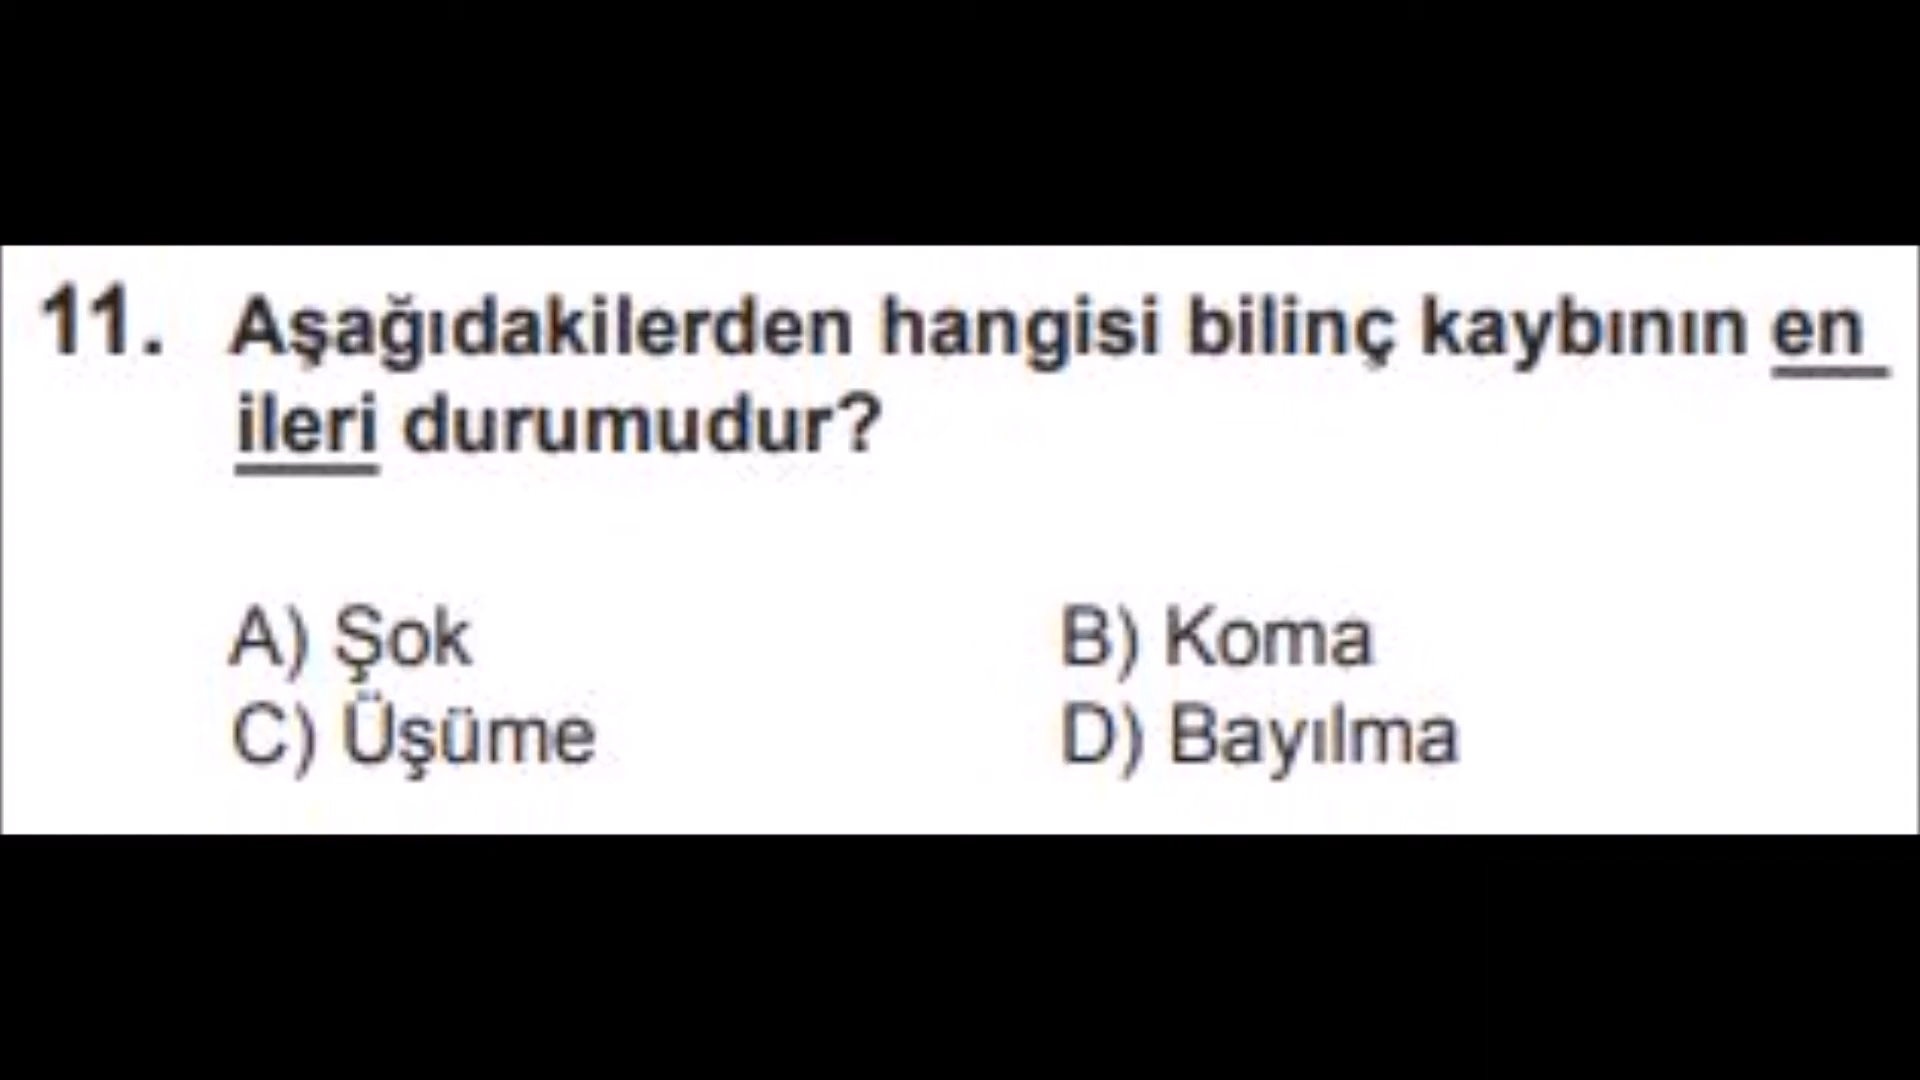 11. Aşağıdakilerden hangisi bilinç kaybının en
ileri durumudur?
A) Şok B) Koma
C) Üşüme D) Bayılma